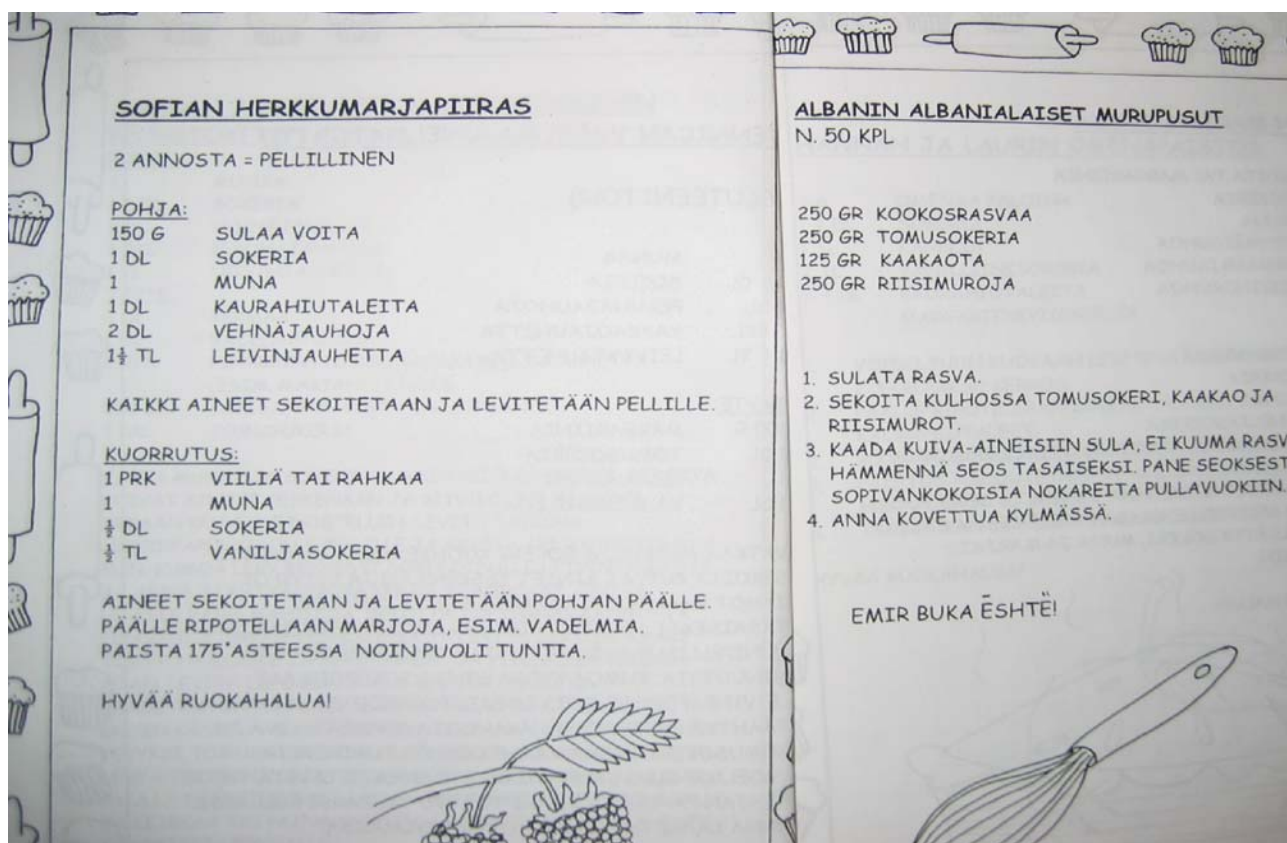 SOFIAN HERKKUMARJAPIIRAS
2 ANNOSTA = PELLILLINEN
POHJA:
150 G SULAA VOITA
1 DL SOKERIA
1 MUNA
1 DL KAURAHIUTALEITA
2 DL VEHNÄJAUHOJA
1½ TL LEIVINJAUHETTA
KAIKKI AINEET SEKOITETAAN JA LEVITETÄÄN PELLILLE.
KUORRUTUS:
1 PRK VIILIÄ TAI RAHKAA
1 MUNA
½ DL SOKERIA
½ TL VANILJASOKERIA
AINEET SEKOITETAAN JA LEVITETÄÄN POHJAN PÄÄLLE.
PÄÄLLE RIPOTELLAAN MARJOJA, ESIM. VADELMIA.
PAISTA 175°ASTEESSA NOIN PUOLI TUNTIA.
HYVÄÄ RUOKAHALUA!
ALBANIN ALBANIALAISET MURUPUSUT
N. 50 KPL
250 GR KOOKOSRASVAA
250 GR TOMUSOKERIA
125 GR KAAKAOTA
250 GR RIISIMUROJA
1. SULATA RASVA.
2. SEKOITA KULHOSSA TOMUSOKERI, KAAKAO JA
RIISIMUROT.
3. KAADA KUIVA-AINEISIIN SULA, EI KUUMA RASV
HÄMMENNÄ SEOS TASAISEKSI. PANE SEOKSEST
SOPIVANKOKOISIA NOKAREITA PULLAVUOKIIN.
4. ANNA KOVETTUA KYLMÄSSÄ.
EMIR BUKA ËSHTË!